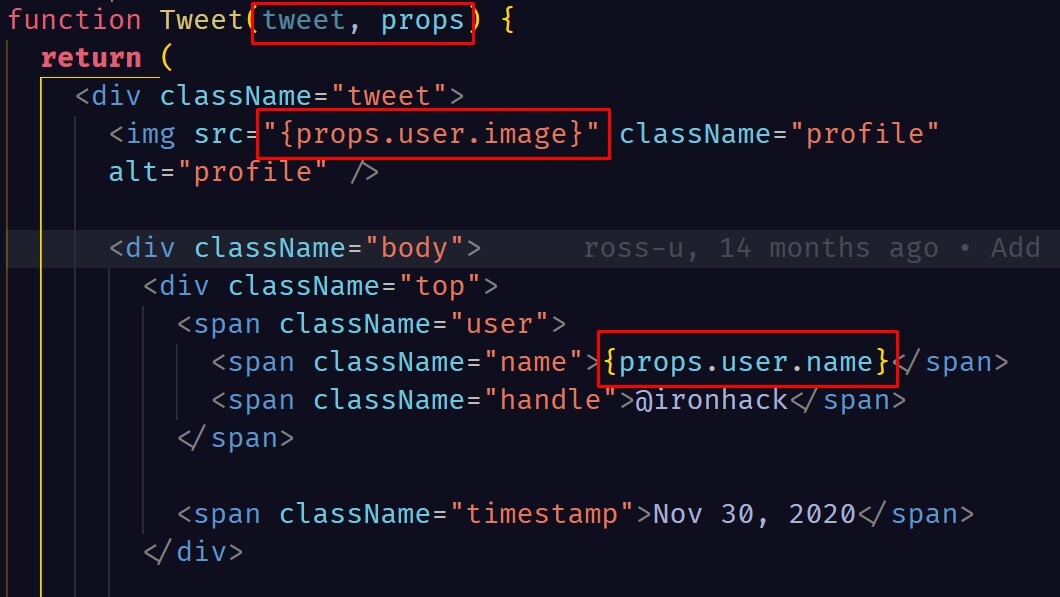 function Tweet(tweet, props) {
return (
<div className="tweet">
<img src="{props.user.image}" className="profile"
alt="profile" />
<div className="body"> ross-u, 14 months ago • Add
<div className="top">
<span className="user">
<span className="name">{props.user.name}</span>
<span className="handle">@ironhack</span>
</span>
<span className="timestamp">Nov 30, 2020</span>
</div>